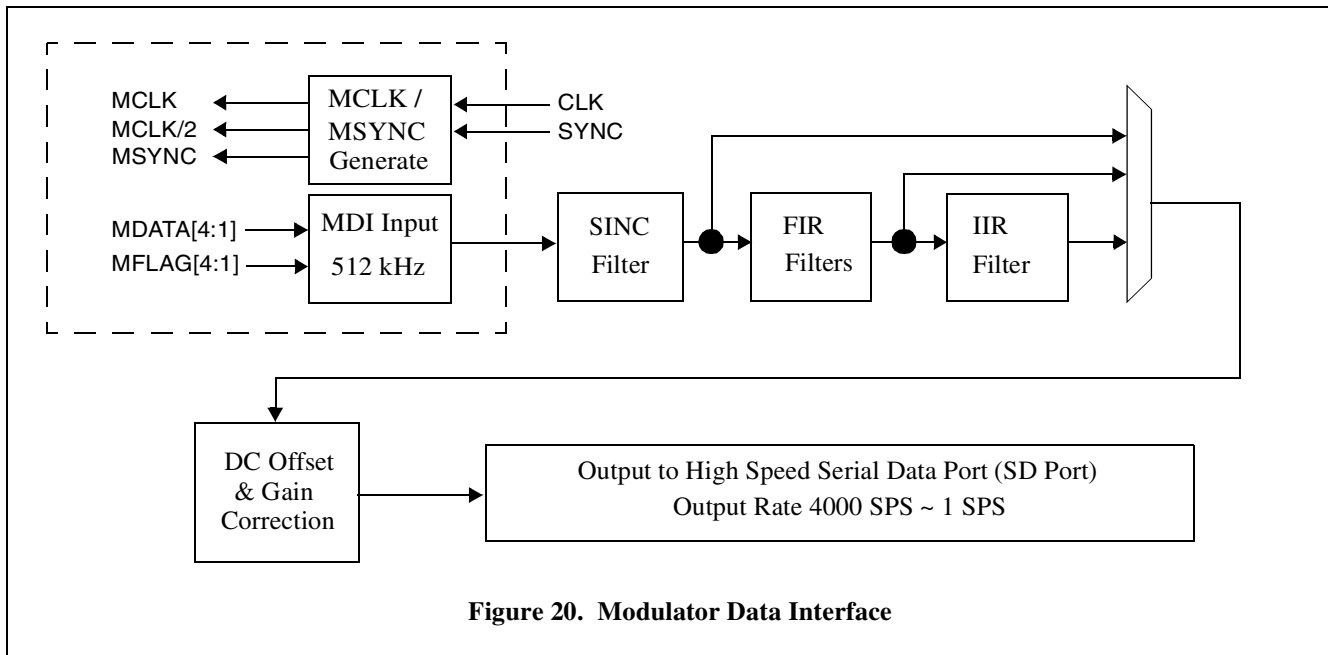 MCLK
MCLK/2
MSYNC
MCLK /
MSYNC
Generate
CLK
SYNC
MDATA[4:1]
MFLAG[4:1]
MDI Input
512 kHz
SINC
Filter
FIR
Filters
IIR
Filter
DC Offset
& Gain
Correction
Output to High Speed Serial Data Port (SD Port)
Output Rate 4000 SPS ~ 1 SPS
Figure 20. Modulator Data Interface